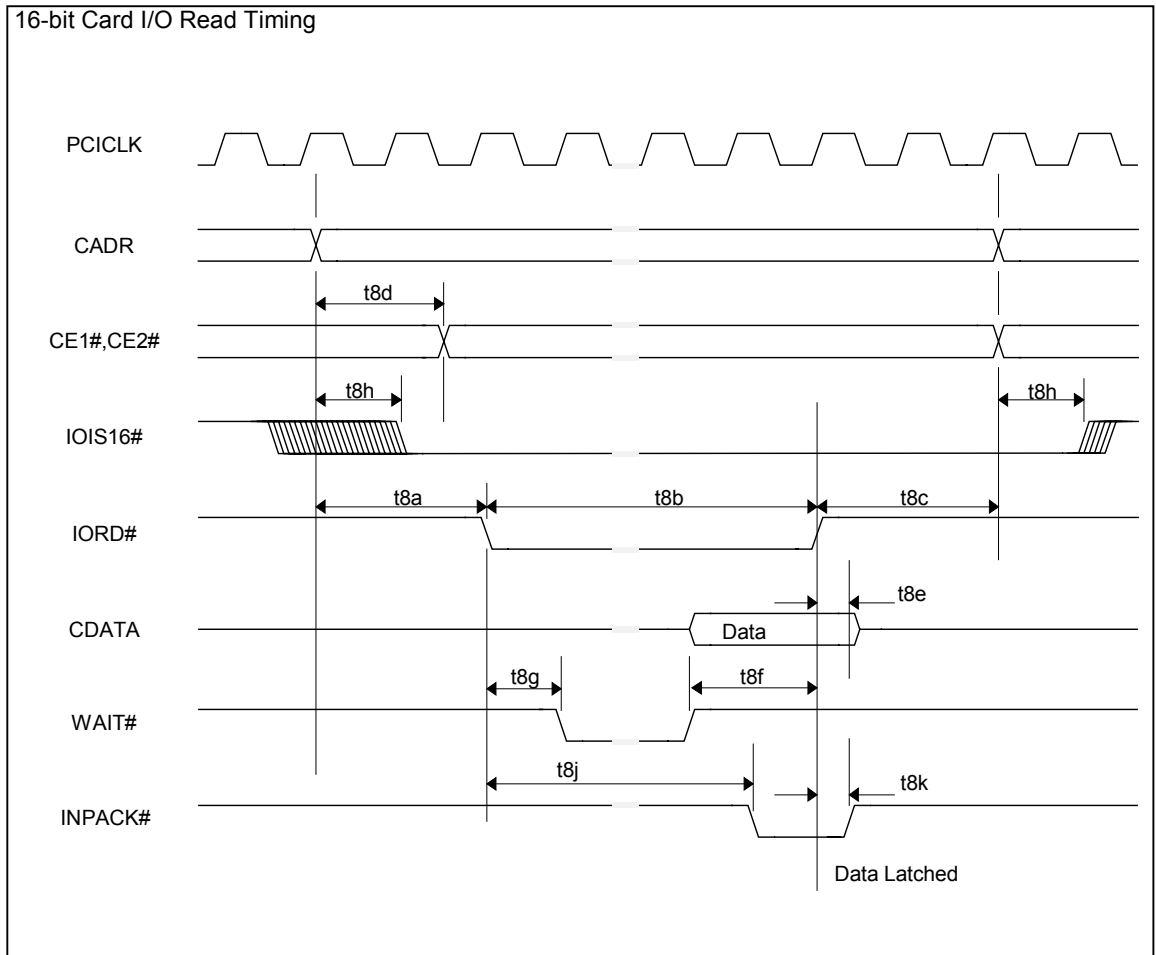 16-bit Card I/O Read Timing
PCICLK
CADR
t8d
CE1#,CE2#
t8h
t8h
IOIS16#
t8a
t8b
t8c
IORD#
t8e
CDATA
Data
t8g
t8f
WAIT#
t8j
t8k
INPACK#
Data Latched